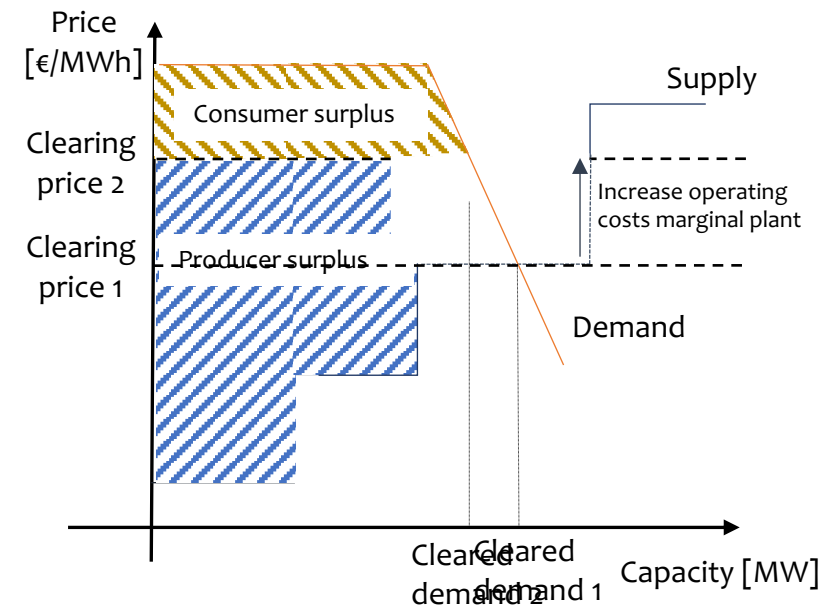 Price
[€/MWh]
Supply
Consumer surplus
Clearing
price 2
Increase operating
costs marginal plant
Clearing
price 1
Producer surplus
Demand
Cleared
demand 2
Cleared
demand 1
Capacity [MW]